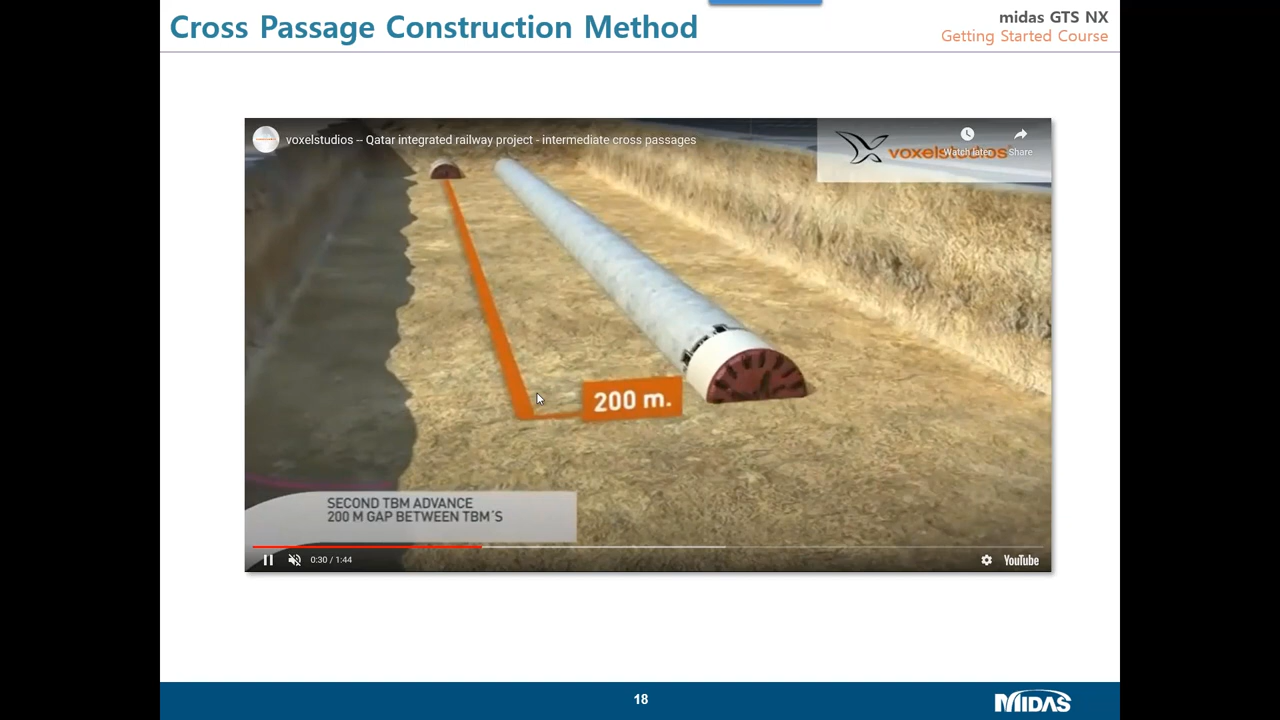 Cross Passage Construction Method
midas GTS NX
Getting Started Course
voxelstudios – Qatar integrated railway project - intermediate cross passages
voxelstudios
Watch later
Share
200 m.
SECOND TBM ADVANCE
200 M GAP BETWEEN TBM´S
0:30 / 1:44
YouTube
18
MIDAS